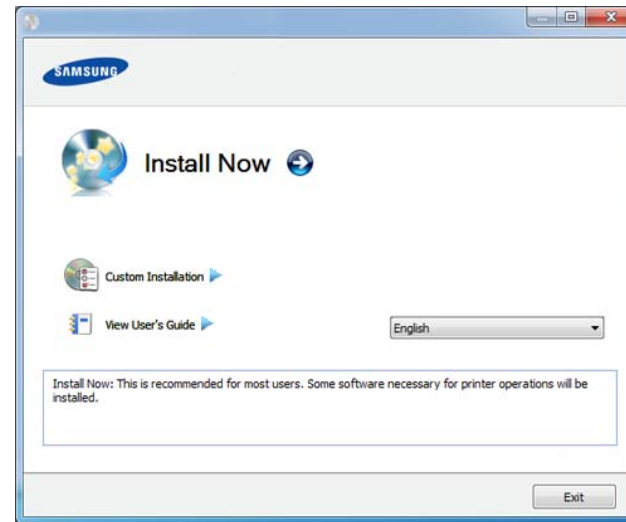 SAMSUNG
Install Now
Custom Installation
View User's Guide
English
Install Now: This is recommended for most users. Some software necessary for printer operations will be
installed.
Exit